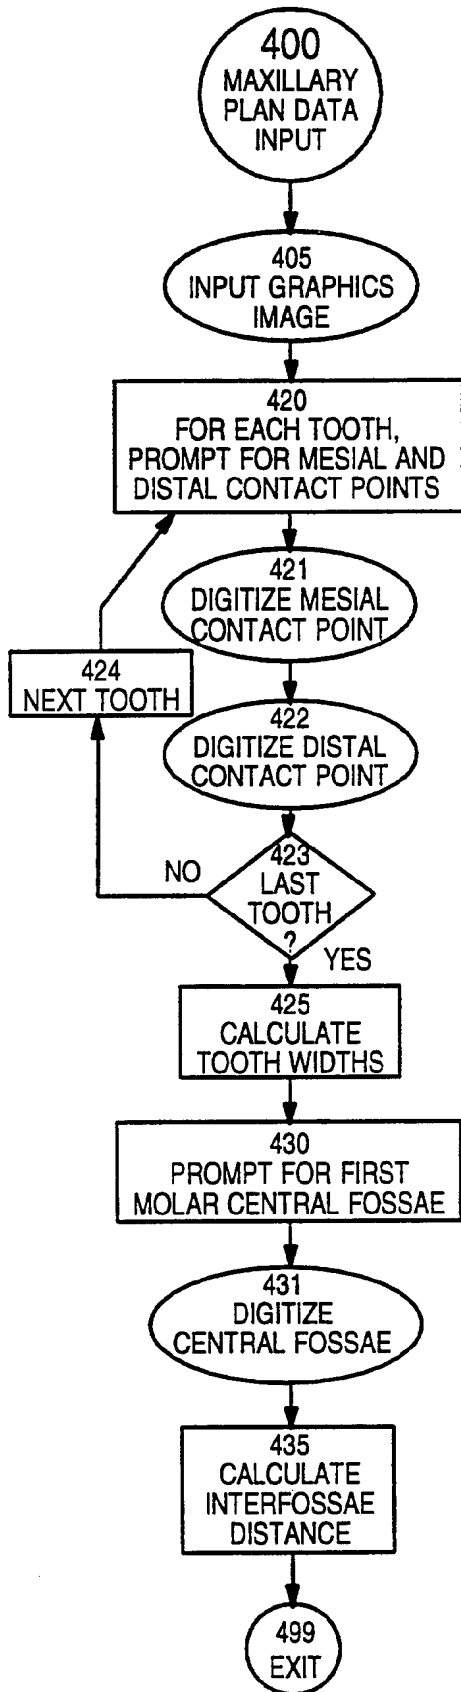 400
MAXILLARY
PLAN DATA
INPUT
405
INPUT GRAPHICS
IMAGE
420
FOR EACH TOOTH,
PROMPT FOR MESIAL AND
DISTAL CONTACT POINTS
421
DIGITIZE MESIAL
CONTACT POINT
424
NEXT TOOTH
422
DIGITIZE DISTAL
CONTACT POINT
423
LAST
TOOTH
?
NO
YES
425
CALCULATE
TOOTH WIDTHS
430
PROMPT FOR FIRST
MOLAR CENTRAL FOSSAE
431
DIGITIZE
CENTRAL FOSSAE
435
CALCULATE
INTERFOSSAE
DISTANCE
499
EXIT